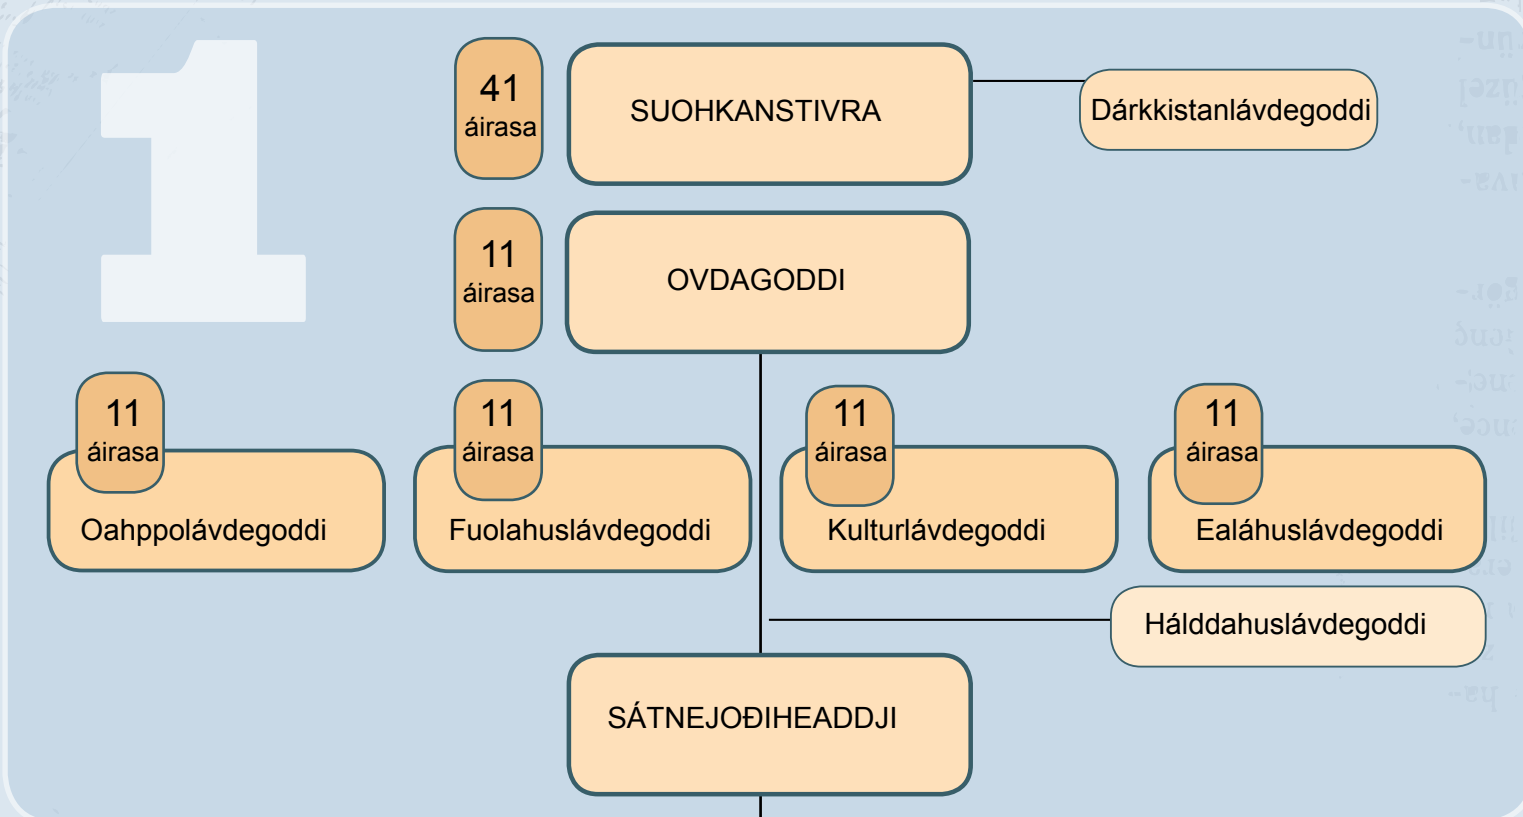 1
41
áirasa
SUOHKANSTIVRA
Dárkkistanlávdegoddi
11
áirasa
OVDAGODDI
11
áirasa
Oahppolávdegoddi
11
áirasa
Fuolahuslávdegoddi
11
áirasa
Kulturlávdegoddi
11
áirasa
Ealáhuslávdegoddi
Hálddahuslávdegoddi
SÁTNEJOĐIHEADDJI